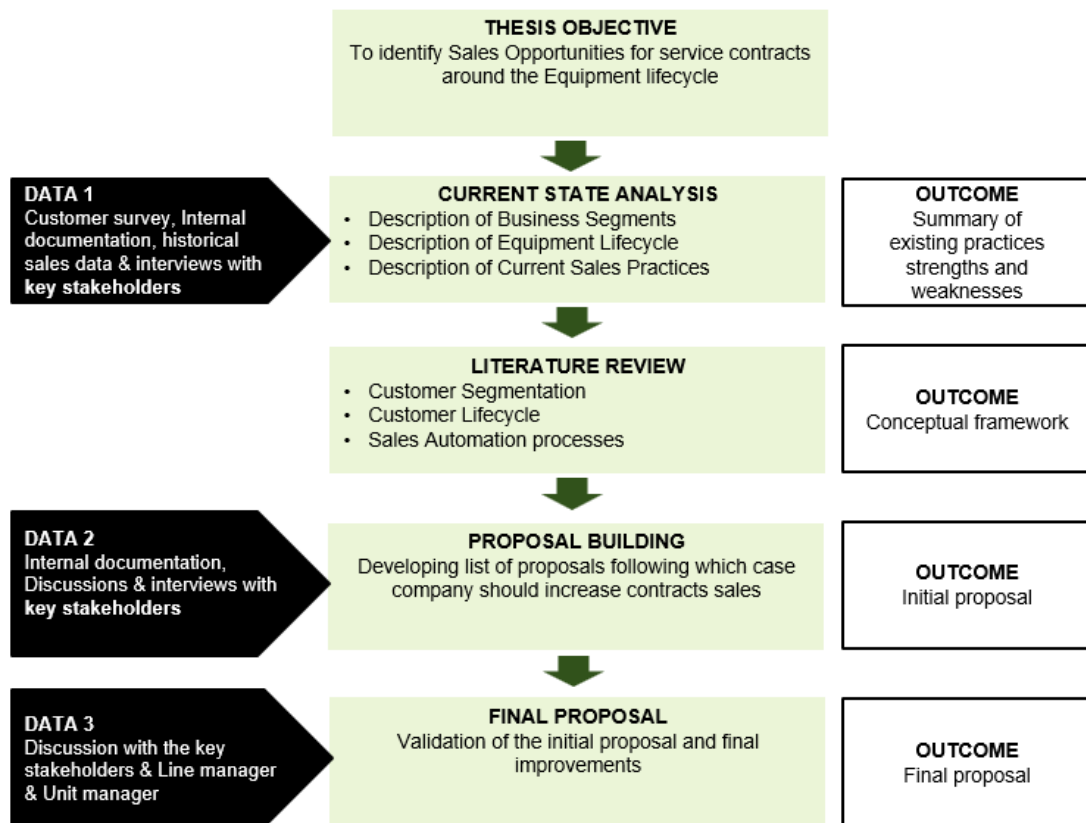 THESIS OBJECTIVE
To identify Sales Opportunities for service contracts
around the Equipment lifecycle
DATA 1
Customer survey, Internal
documentation, historical
sales data & interviews with
key stakeholders
CURRENT STATE ANALYSIS
• Description of Business Segments
• Description of Equipment Lifecycle
• Description of Current Sales Practices
OUTCOME
Summary of
existing practices
strengths and
weaknesses
LITERATURE REVIEW
• Customer Segmentation
• Customer Lifecycle
• Sales Automation processes
OUTCOME
Conceptual framework
DATA 2
Internal documentation,
Discussions & interviews with
key stakeholders
PROPOSAL BUILDING
Developing list of proposals following which case
company should increase contracts sales
OUTCOME
Initial proposal
DATA 3
Discussion with the key
stakeholders & Line manager
& Unit manager
FINAL PROPOSAL
Validation of the initial proposal and final
improvements
OUTCOME
Final proposal